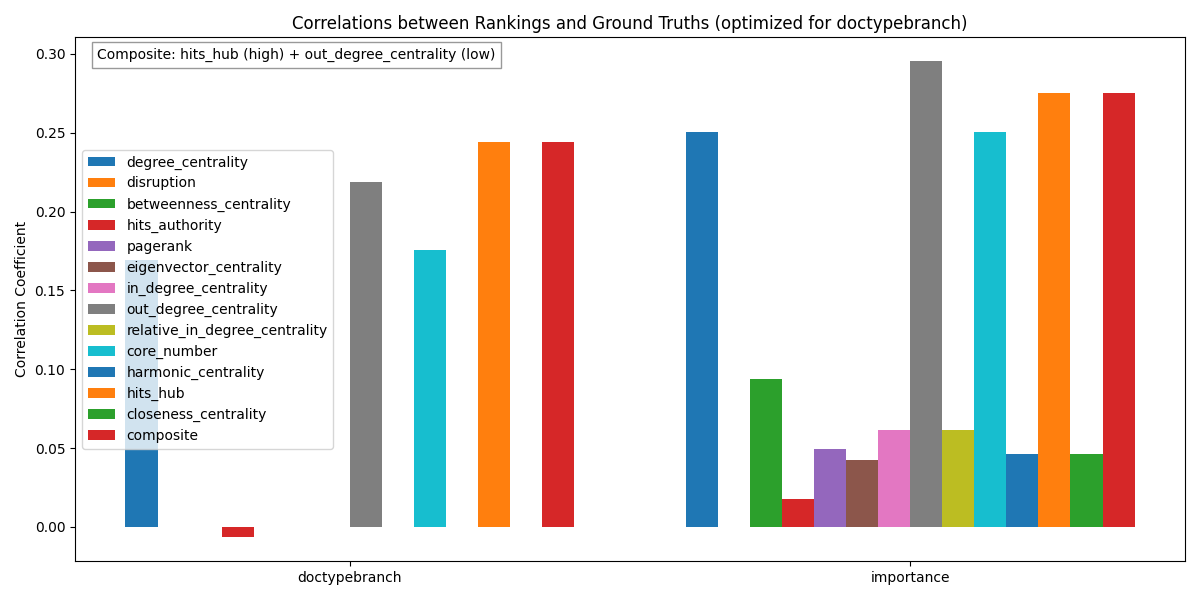 Correlations between Rankings and Ground Truths (optimized for doctypebranch)
Composite: hits_hub (high) + out_degree_centrality (low)
Correlation Coefficient
0.30
0.25
0.20
0.15
0.10
0.05
0.00
degree_centrality
disruption
betweenness_centrality
hits_authority
pagerank
eigenvector_centrality
in_degree_centrality
out_degree_centrality
relative_in_degree_centrality
core_number
harmonic_centrality
hits_hub
closeness_centrality
composite
doctypebranch
importance